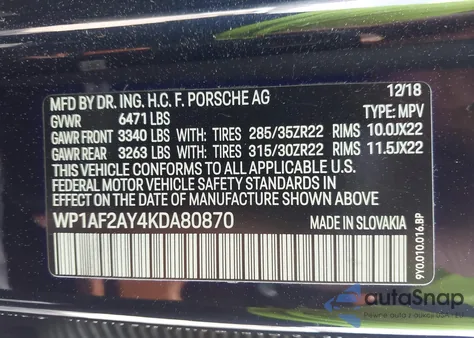 MFD BY DR. ING. H.C. F. PORSCHE AG 12/18
GVWR 6471 LBS TYPE: MPV
GAWR FRONT 3340 LBS WITH: TIRES 285/35ZR22 RIMS 10.0JX22
GAWR REAR 3263 LBS WITH: TIRES 315/30ZR22 RIMS 11.5JX22
THIS VEHICLE CONFORMS TO ALL APPLICABLE U.S.
FEDERAL MOTOR VEHICLE SAFETY STANDARDS IN
EFFECT ON THE DATE OF MANUFACTURE SHOWN ABOVE.
WP1AF2AY4KDA80870 MADE IN SLOVAKIA
9Y0.010.016.BP
autoSnap